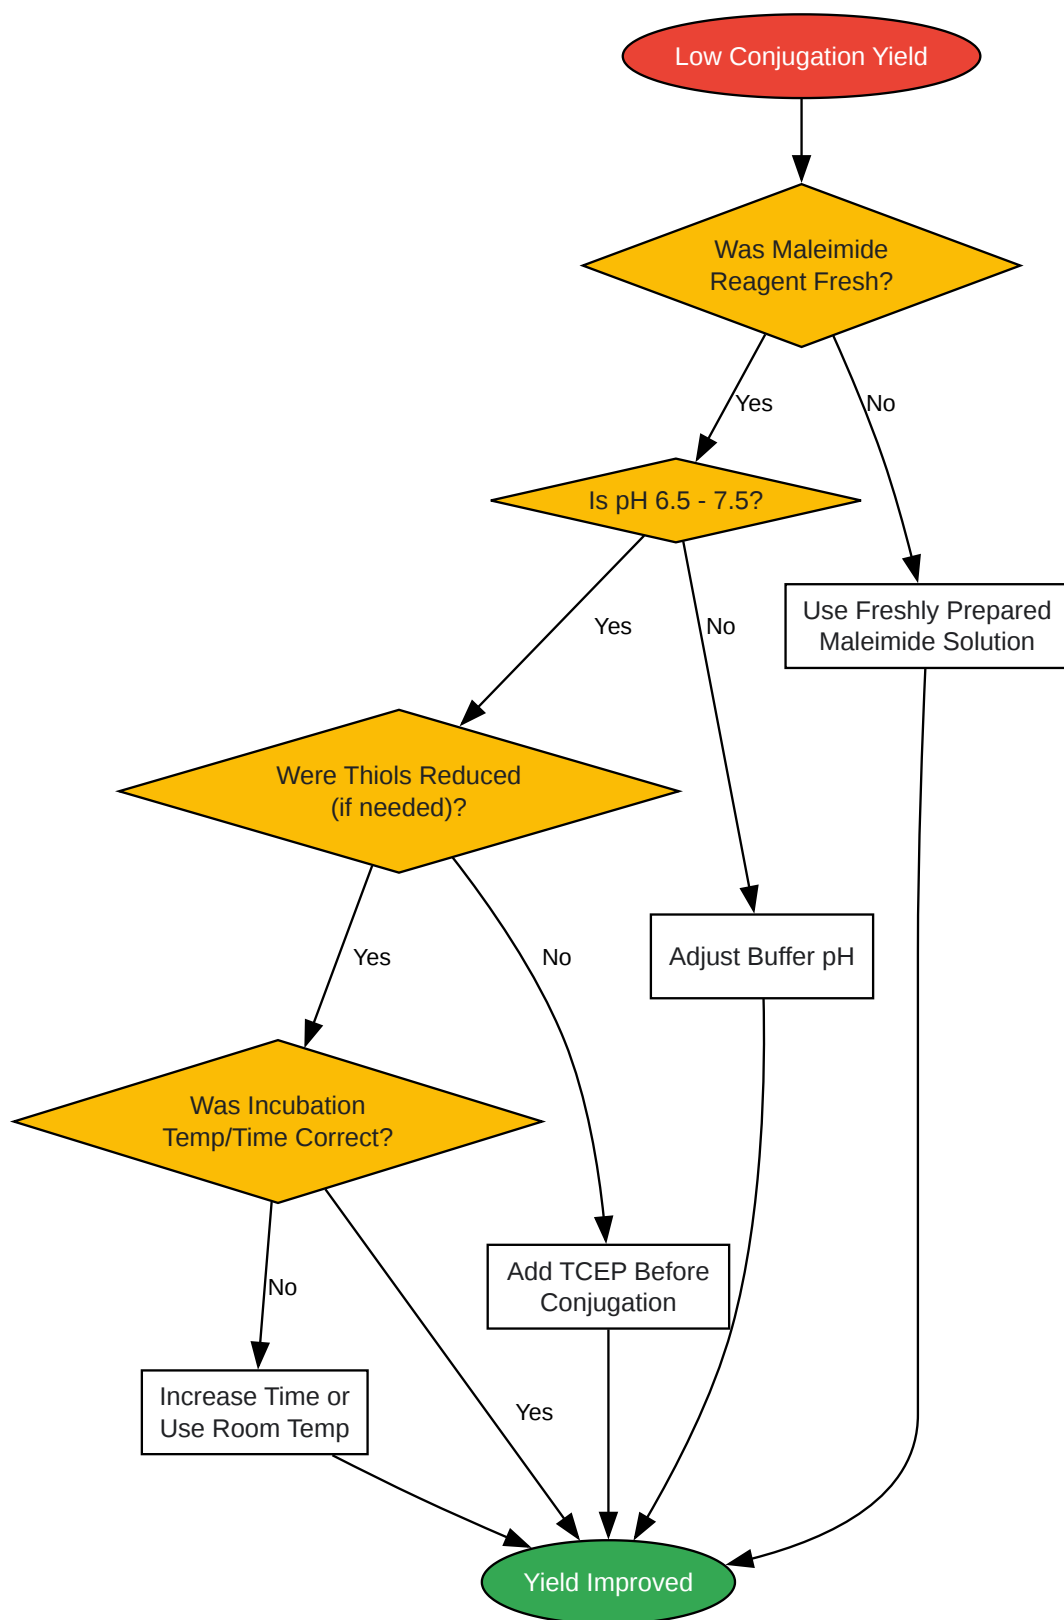 Low Conjugation Yield
Was Maleimide
Reagent Fresh?
Yes
No
Is pH 6.5 - 7.5?
Use Freshly Prepared
Maleimide Solution
Yes
No
Were Thiols Reduced
(if needed)?
Adjust Buffer pH
Yes
No
Was Incubation
Temp/Time Correct?
Add TCEP Before
Conjugation
No
Increase Time or
Use Room Temp
Yes
Yield Improved